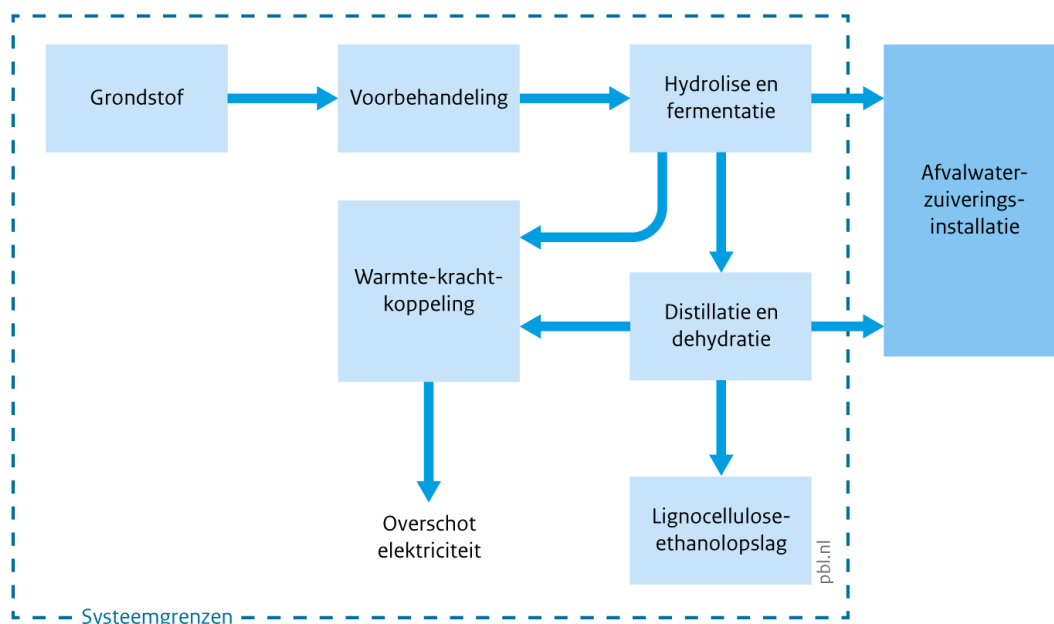 Grondstof
Voorbehandeling
Hydrolise en
fermentatie
Afvalwater-
zuiverings-
installatie
Warmte-kracht-
koppeling
Distillatie en
dehydratie
Overschot
elektriciteit
Lignocellulose-
ethanolopslag
pbl.nl
Systeemgrenzen